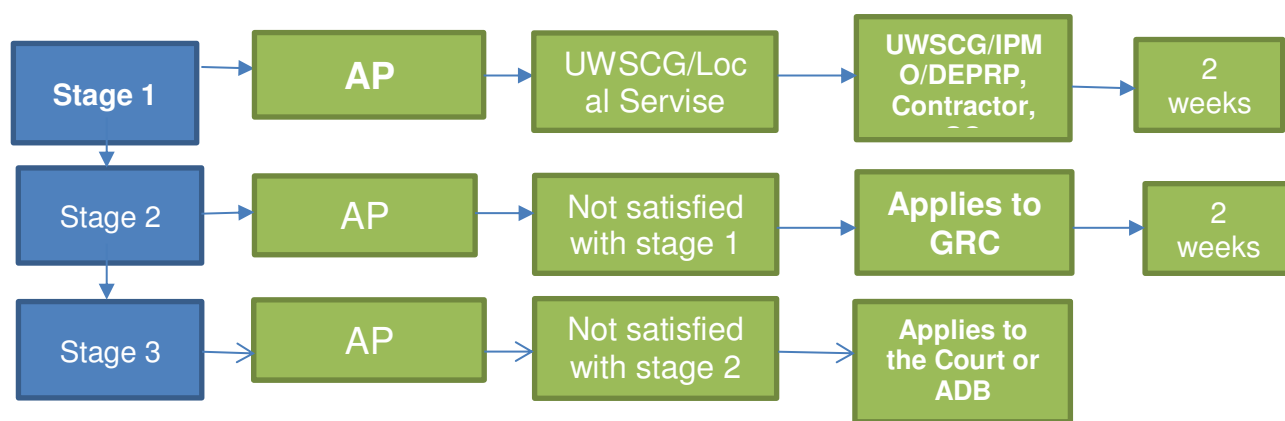 Stage 1
AP
UWSCG/Loc
al Servise
UWSCG/IPM
O/DEPRP,
Contractor,
2
weeks
Stage 2
AP
Not satisfied
with stage 1
Applies to
GRC
2
weeks
Stage 3
AP
Not satisfied
with stage 2
Applies to
the Court or
ADB